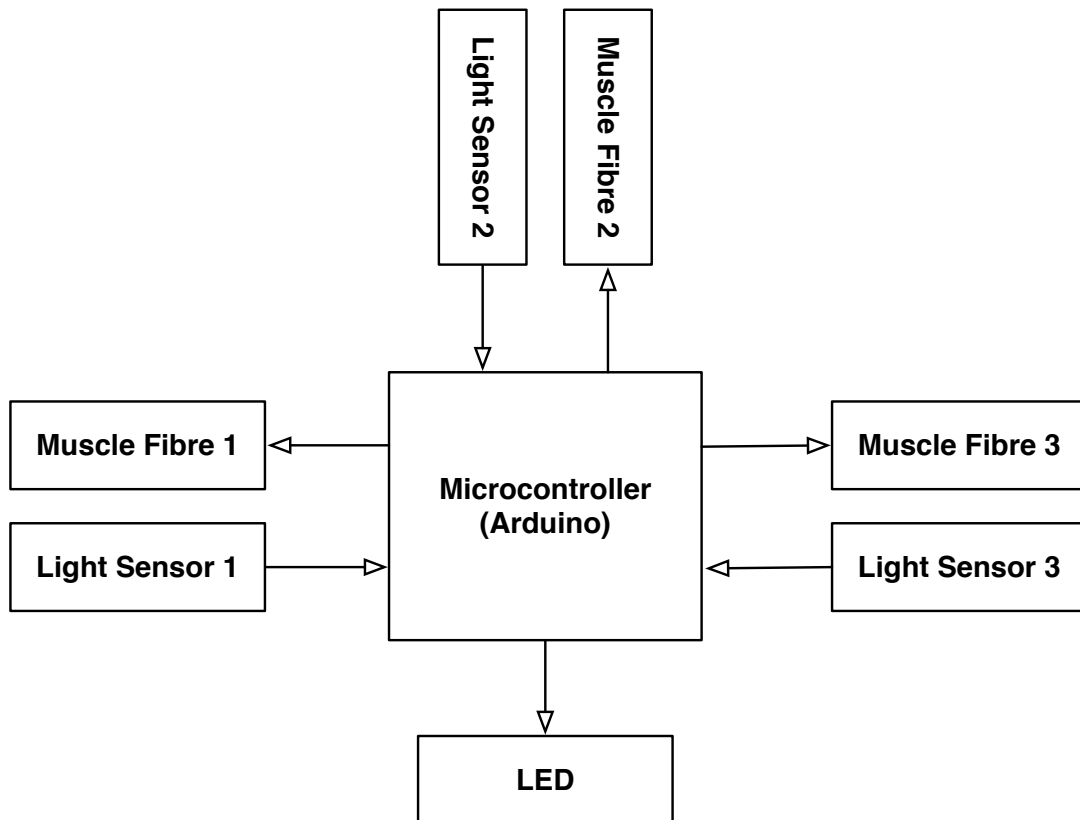 Light Sensor 2
Muscle Fibre 2
Muscle Fibre 1
Muscle Fibre 3
Microcontroller
(Arduino)
Light Sensor 1
Light Sensor 3
LED